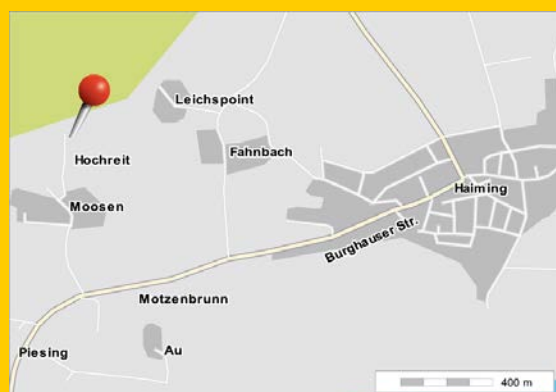 Leichspoint
Fahnbach
Hochreit
Haiming
Moosen
Burghauser Str.
Motzenbrunn
Piesing
Au
400 m